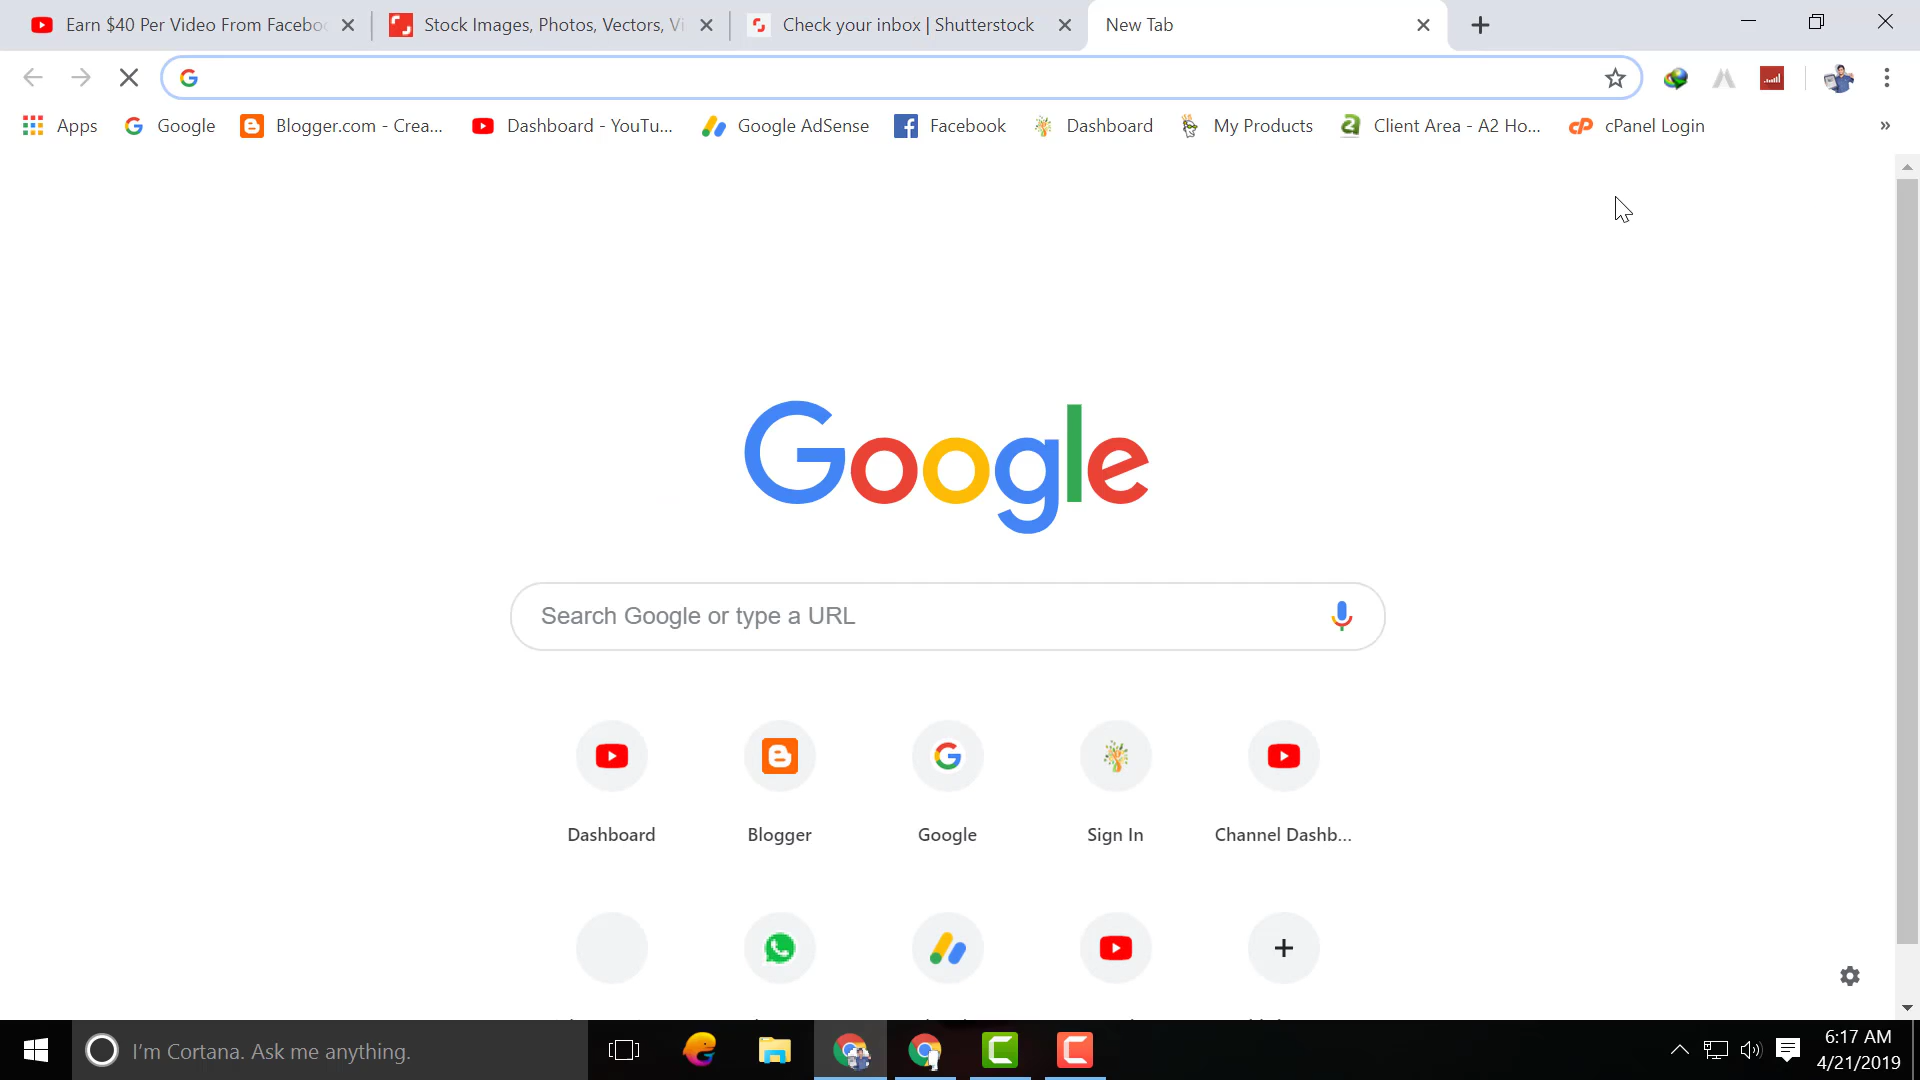 Earn $40 Per Video From Facebo
Stock Images, Photos, Vectors, Vi
Check your inbox | Shutterstock
New Tab
Apps
Google
Blogger.com - Crea...
Dashboard - YouTu...
Google AdSense
Facebook
Dashboard
My Products
Client Area - A2 Ho...
cPanel Login
»
Google
Search Google or type a URL
Dashboard
Blogger
Google
Sign In
Channel Dashb...
I'm Cortana. Ask me anything.
6:17 AM
4/21/2019